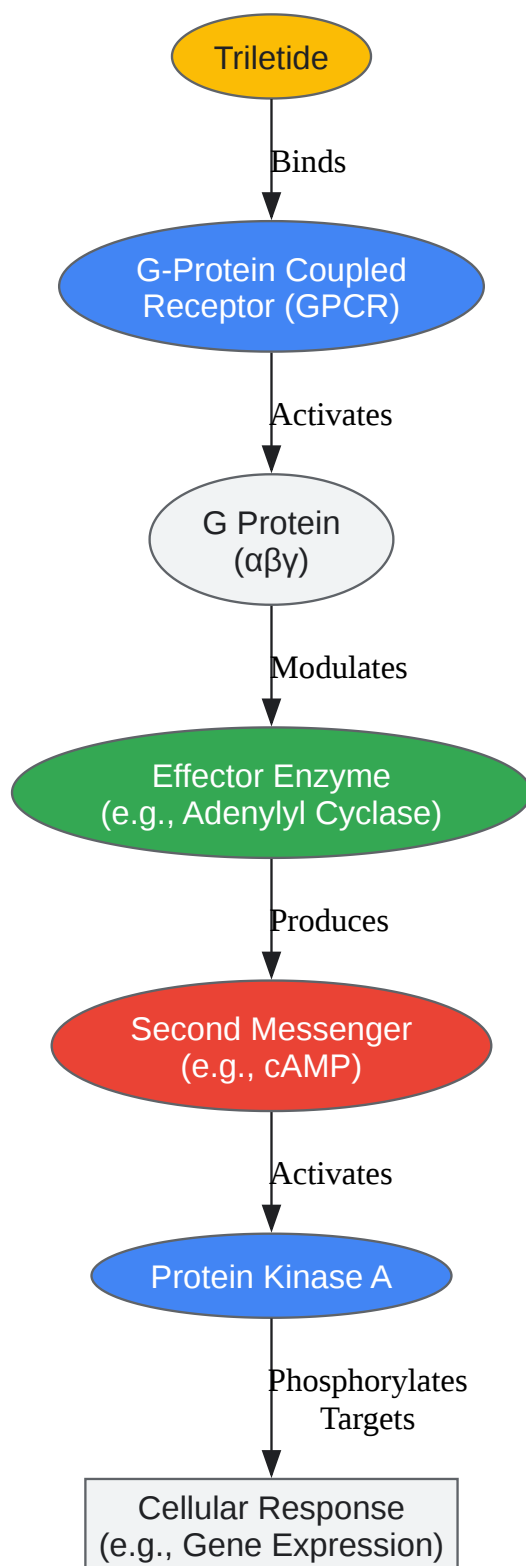 Triletide
Binds
G-Protein Coupled
Receptor (GPCR)
Activates
G Protein
(αβγ)
Modulates
Effector Enzyme
(e.g., Adenylyl Cyclase)
Produces
Second Messenger
(e.g., cAMP)
Activates
Protein Kinase A
Phosphorylates
Targets
Cellular Response
(e.g., Gene Expression)